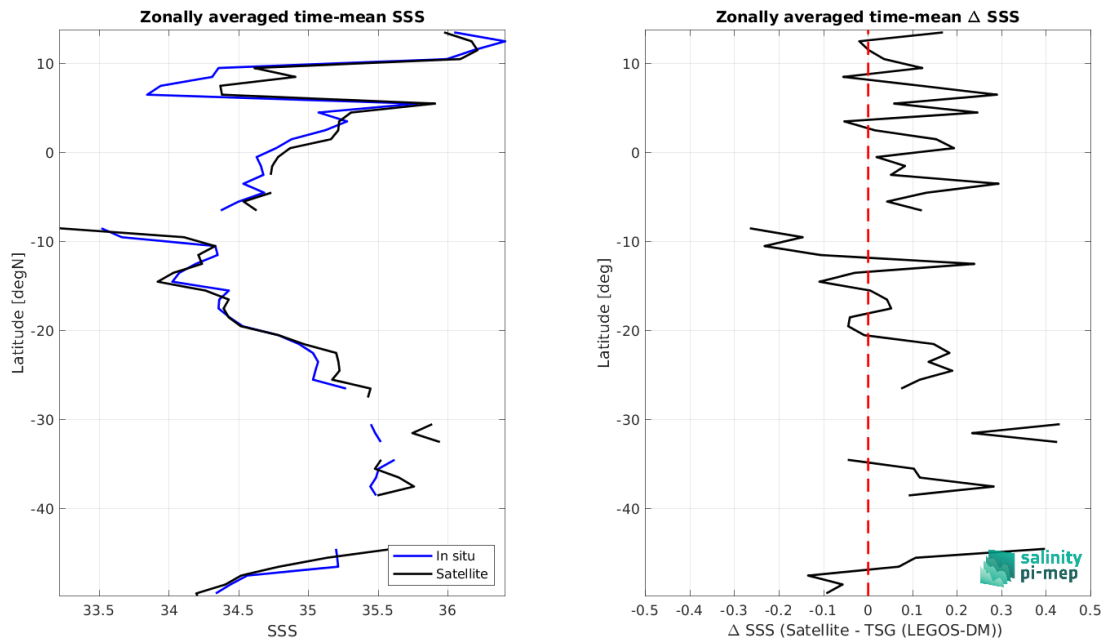 Zonally averaged time-mean SSS
10
0
-10
-20
-30
-40
Latitude [degN]
33.5
34
34.5
35
35.5
36
SSS
In situ
Satellite
Zonally averaged time-mean Δ SSS
10
0
-10
-20
-30
-40
Latitude [deg]
-0.5
-0.4
-0.3
-0.2
-0.1
0
0.1
0.2
0.3
0.4
0.5
Δ SSS (Satellite - TSG (LEGOS-DM))
salinity
pi-mep